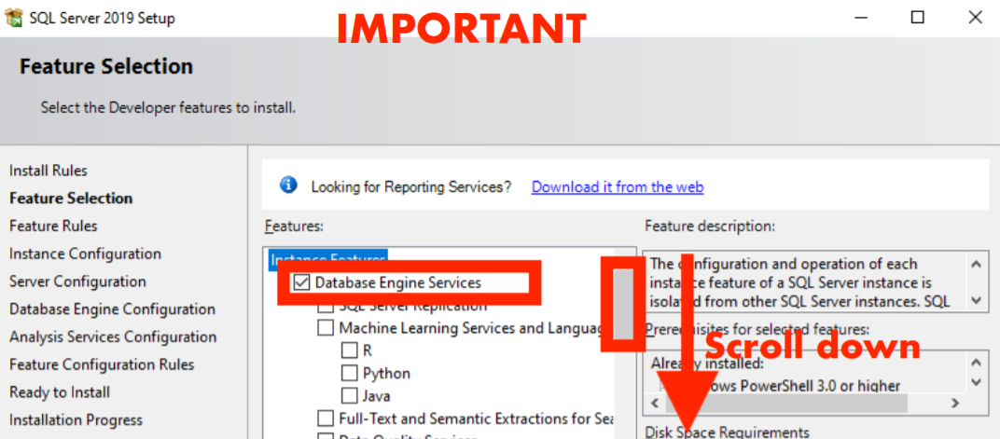 SQL Server 2019 Setup
IMPORTANT
Feature Selection
Select the Developer features to install.
Install Rules
Feature Selection
Feature Rules
Instance Configuration
Server Configuration
Database Engine Configuration
Analysis Services Configuration
Feature Configuration Rules
Ready to Install
Installation Progress
Looking for Reporting Services? Download it from the web
Features:
Instance Features
Database Engine Services
SQL Server Replication
Machine Learning Services and Languag
R
Python
Java
Full-Text and Semantic Extractions for Sea
Data Quality Services
Feature description:
The configuration and operation of each
instance feature of a SQL Server instance is
isolated from other SQL Server instances. SQL
Prerequisites for selected features:
Scroll down
Already installed:
Windows PowerShell 3.0 or higher
Disk Space Requirements